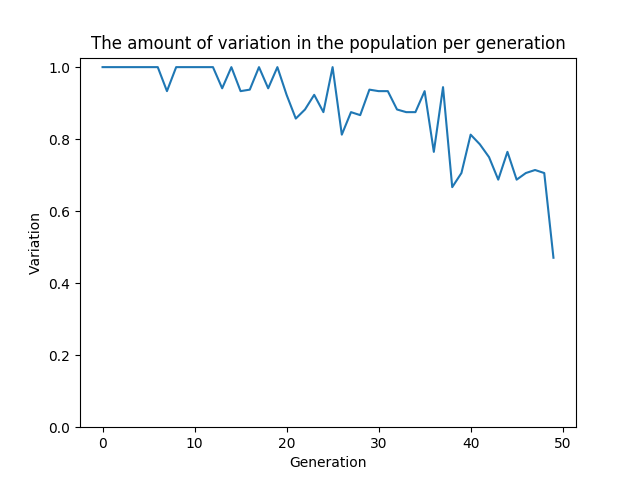 The amount of variation in the population per generation
1.0
0.8
0.6
0.4
0.2
0.0
Variation
0 10 20 30 40 50
Generation